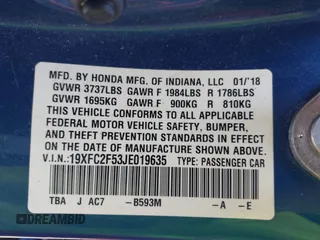 MFD. BY HONDA MFG. OF INDIANA, LLC 01/'18
GVWR 3737LBS GAWR F 1984LBS R 1786LBS
GVWR 1695KG GAWR F 900KG R 810KG
THIS VEHICLE CONFORMS TO ALL APPLICABLE
FEDERAL MOTOR VEHICLE SAFETY, BUMPER,
AND THEFT PREVENTION STANDARDS IN EFFECT
ON THE DATE OF MANUFACTURE SHOWN ABOVE.
V.I.N.: 19XFC2F53JE019635 TYPE: PASSENGER CAR
TBA J AC7 -B593M -A -E
DREAMBID